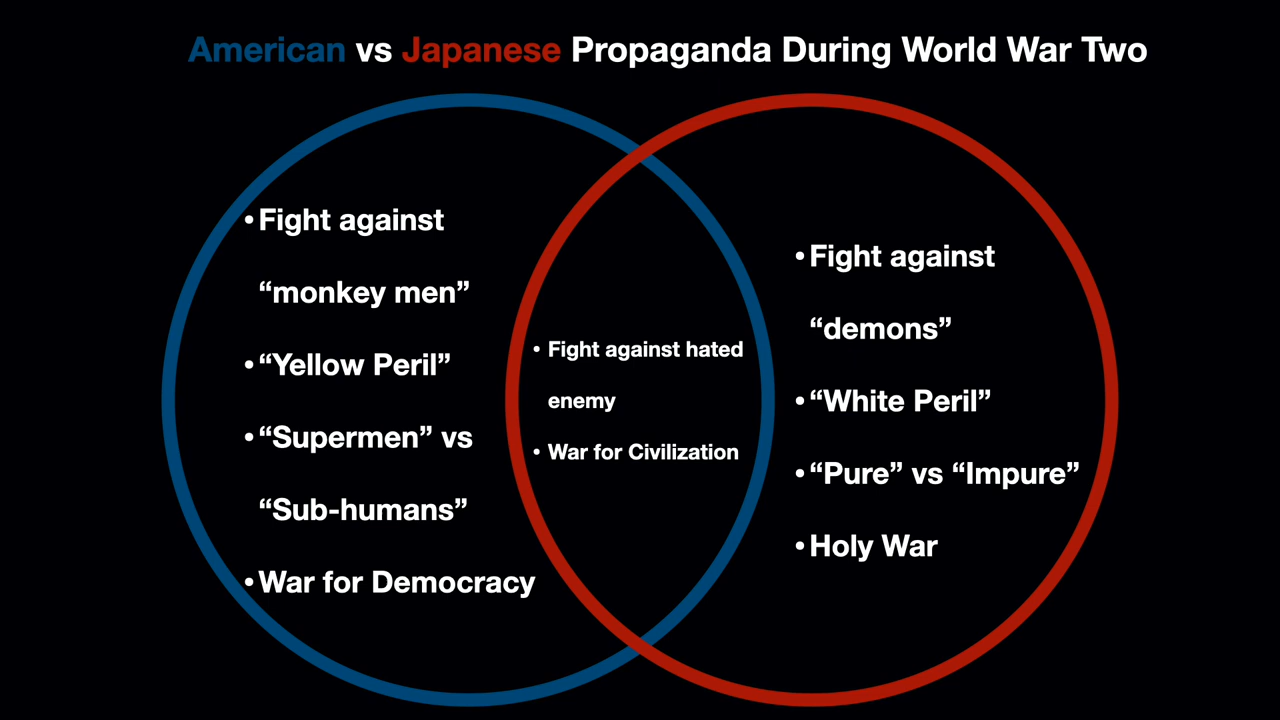 American vs Japanese Propaganda During World War Two
•Fight against
“monkey men”
•“Yellow Peril”
•“Supermen” vs
“Sub-humans”
•War for Democracy
• Fight against hated
enemy
• War for Civilization
•Fight against
“demons”
•“White Peril”
•“Pure” vs “Impure”
•Holy War